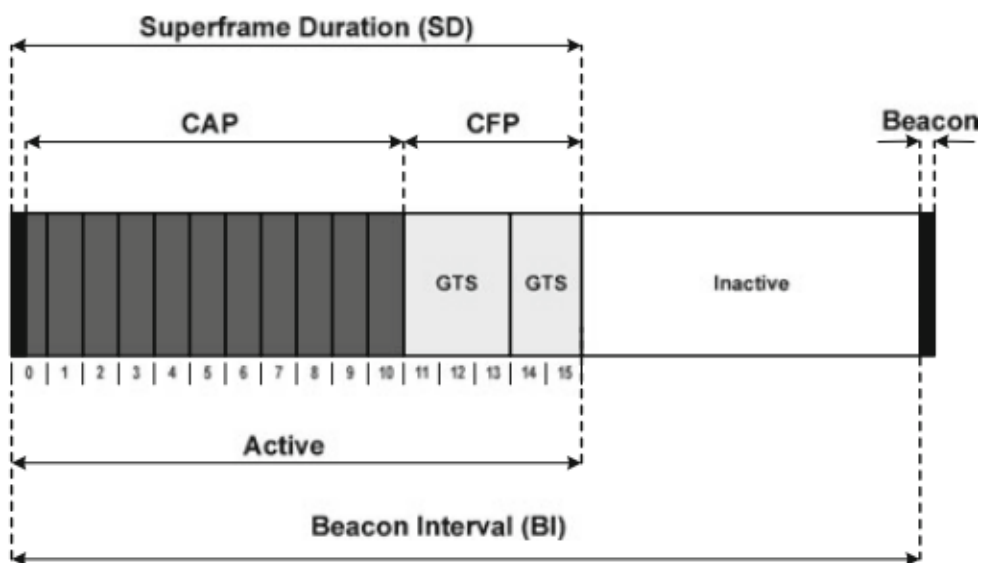 Superframe Duration (SD)
CAP
CFP
Beacon
GTS
GTS
Inactive
0 1 2 3 4 5 6 7 8 9 10 11 12 13 14 15
Active
Beacon Interval (BI)